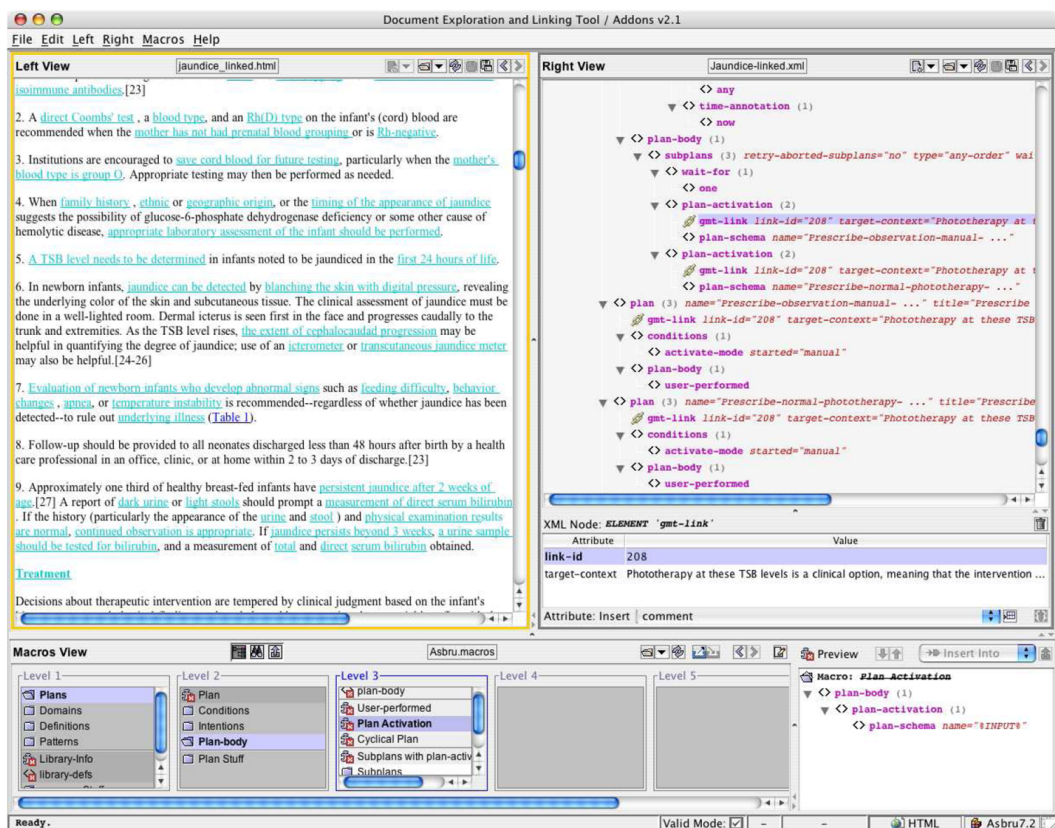 Document Exploration and Linking Tool / Addons v2.1
File Edit Left Right Macros Help
Left View
jaundice_linked.html
isoimmune antibodies.[23]
2. A direct Coombs' test , a blood type, and an Rh(D) type on the infant's (cord) blood are
recommended when the mother has not had prenatal blood grouping or is Rh-negative.
3. Institutions are encouraged to save cord blood for future testing, particularly when the mother's
blood type is group O. Appropriate testing may then be performed as needed.
4. When family history , ethnic or geographic origin, or the timing of the appearance of jaundice
suggests the possibility of glucose-6-phosphate dehydrogenase deficiency or some other cause of
hemolytic disease, appropriate laboratory assessment of the infant should be performed.
5. A TSB level needs to be determined in infants noted to be jaundiced in the first 24 hours of life.
6. In newborn infants, jaundice can be detected by blanching the skin with digital pressure, revealing
the underlying color of the skin and subcutaneous tissue. The clinical assessment of jaundice must be
done in a well-lighted room. Dermal icterus is seen first in the face and progresses caudally to the
trunk and extremities. As the TSB level rises, the extent of cephalocaudad progression may be
helpful in quantifying the degree of jaundice; use of an icterometer or transcutaneous jaundice meter
may also be helpful.[24-26]
7. Evaluation of newborn infants who develop abnormal signs such as feeding difficulty, behavior
changes , apnea, or temperature instability is recommended--regardless of whether jaundice has been
detected--to rule out underlying illness (Table 1).
8. Follow-up should be provided to all neonates discharged less than 48 hours after birth by a health
care professional in an office, clinic, or at home within 2 to 3 days of discharge.[23]
9. Approximately one third of healthy breast-fed infants have persistent jaundice after 2 weeks of
age.[27] A report of dark urine or light stools should prompt a measurement of direct serum bilirubin
. If the history (particularly the appearance of the urine and stool ) and physical examination results
are normal, continued observation is appropriate. If jaundice persists beyond 3 weeks, a urine sample
should be tested for bilirubin, and a measurement of total and direct serum bilirubin obtained.
Treatment
Decisions about therapeutic intervention are tempered by clinical judgment based on the infant's
Right View
Jaundice-linked.xml
<> any
<> time-annotation (1)
<> now
<> plan-body (1)
<> subplans (3) retry-aborted-subplans="no" type="any-order" wai
<> wait-for (1)
<> one
<> plan-activation (2)
gmt-link link-id="208" target-context="Phototherapy at t
<> plan-schema name="Prescribe-observation-manual- ..."
<> plan-activation (2)
gmt-link link-id="208" target-context="Phototherapy at t
<> plan-schema name="Prescribe-normal-phototherapy- ..."
<> plan (3) name="Prescribe-observation-manual- ..." title="Prescribe
gmt-link link-id="208" target-context="Phototherapy at these TSB
<> conditions (1)
<> activate-mode started="manual"
<> plan-body (1)
<> user-performed
<> plan (3) name="Prescribe-normal-phototherapy- ..." title="Prescribe
gmt-link link-id="208" target-context="Phototherapy at these TSB
<> conditions (1)
<> activate-mode started="manual"
<> plan-body (1)
<> user-performed
XML Node: ELEMENT 'gmt-link'
Attribute Value
link-id 208
target-context Phototherapy at these TSB levels is a clinical option, meaning that the intervention ...
Attribute: Insert comment
Macros View
Asbru.macros
Level 1
Plans
Domains
Definitions
Patterns
Library-Info
library-defs
Level 2
Plan
Conditions
Intentions
Plan-body
Plan Stuff
Level 3
plan-body
User-performed
Plan Activation
Cyclical Plan
Subplans with plan-activ
Subplans
Level 4
Level 5
Preview
Insert Into
Macro: Plan Activation
<> plan-body (1)
<> plan-activation (1)
<> plan-schema name="%INPUT%"
Ready.
Valid Mode: - - HTML Asbru7.2